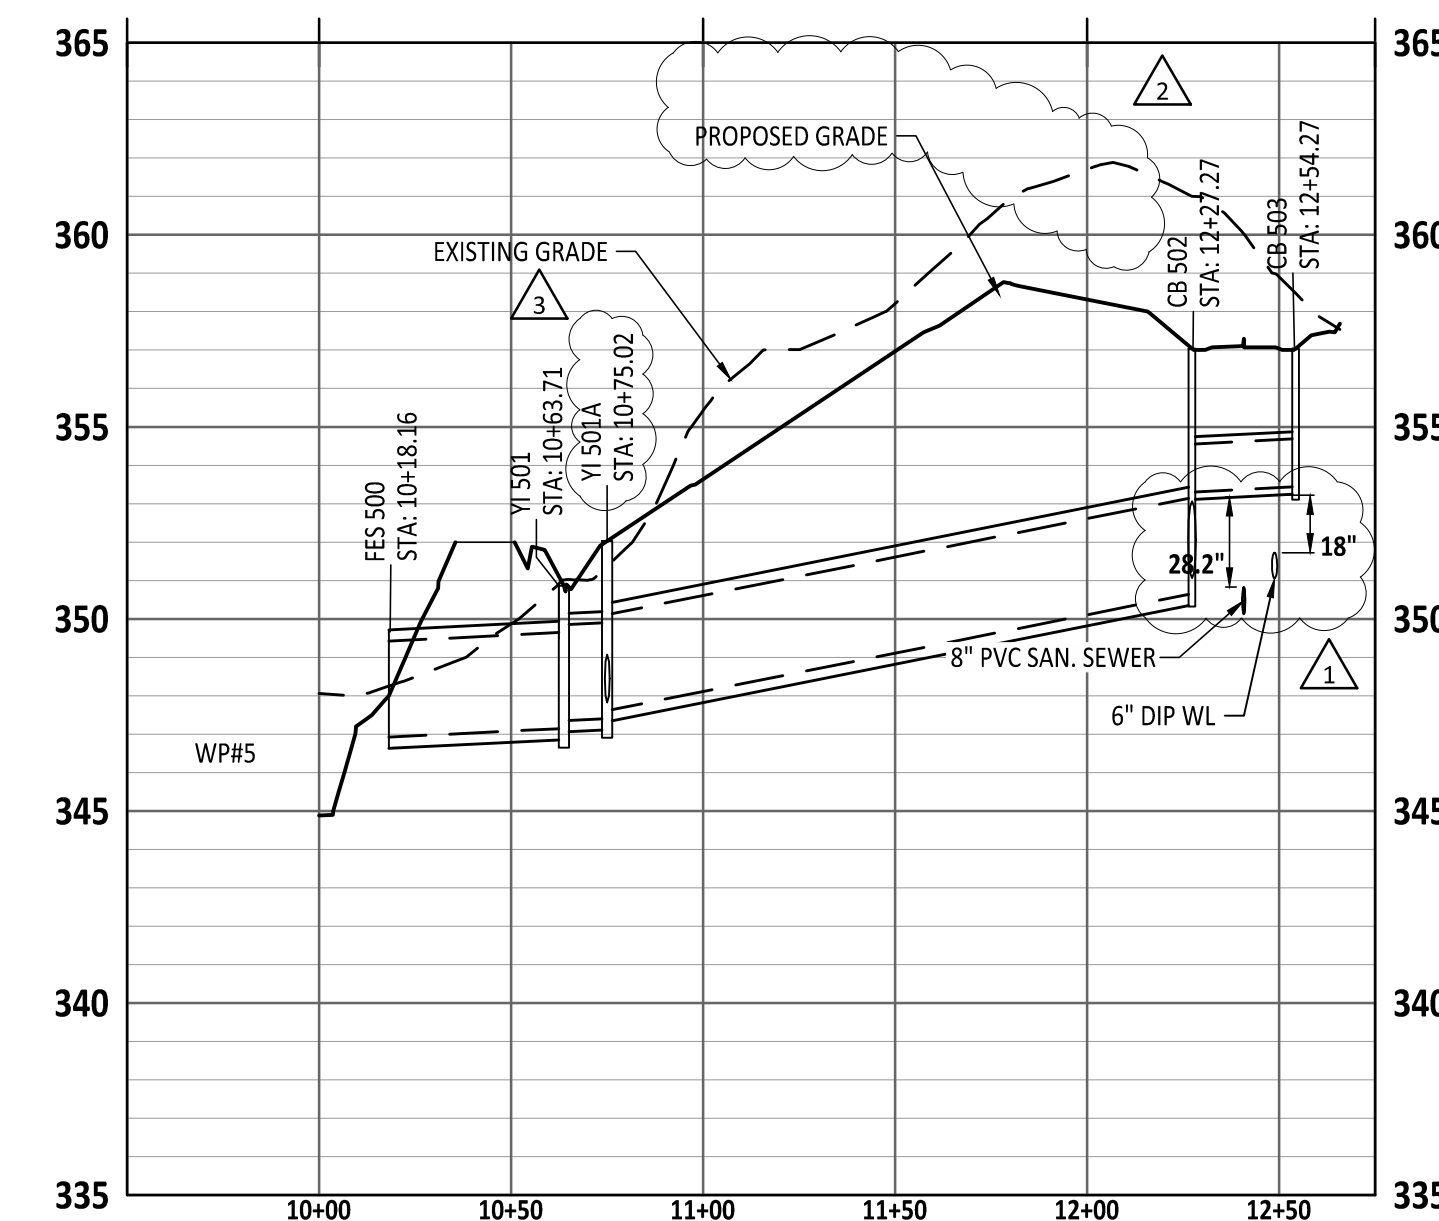 365
365
2
PROPOSED GRADE
360
360
EXISTING GRADE
CB 502
STA: 12+27.27
CB 503
STA: 12+54.27
3
YI 501
STA: 10+63.71
YI 501A
STA: 10+75.02
FES 500
STA: 10+18.16
355
355
28.2"
18"
350
350
8" PVC SAN. SEWER
1
6" DIP WL
WP#5
345
345
340
340
335
335
10+00
10+50
11+00
11+50
12+00
12+50